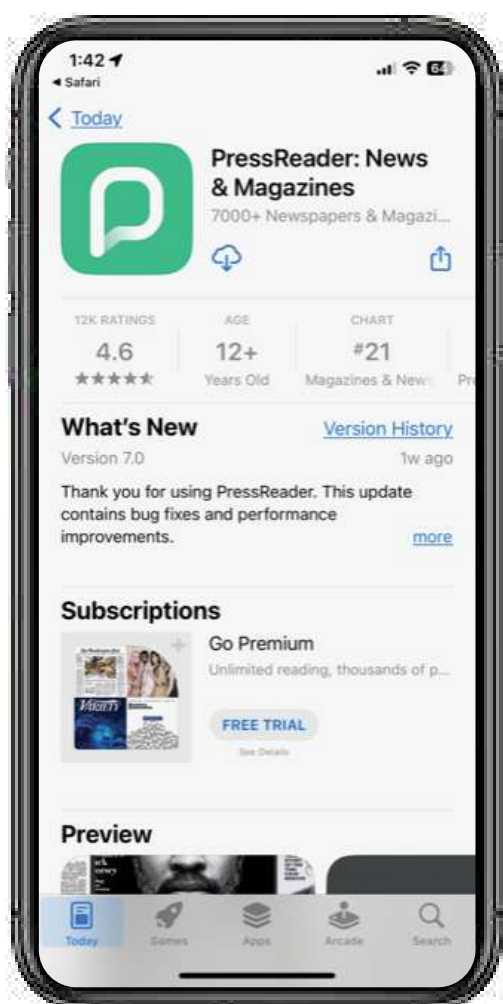 1:42
64
Safari
Today
PressReader: News
& Magazines
7000+ Newspapers & Magazi...
12K RATINGS
AGE
CHART
4.6
12+
#21
Years Old
Magazines & News
What's New
Version History
Version 7.0
1w ago
Thank you for using PressReader. This update
contains bug fixes and performance
improvements.
more
Subscriptions
Go Premium
Unlimited reading, thousands of p...
VARIETY
FREE TRIAL
See Details
Preview
Today
Games
Apps
Arcade
Search